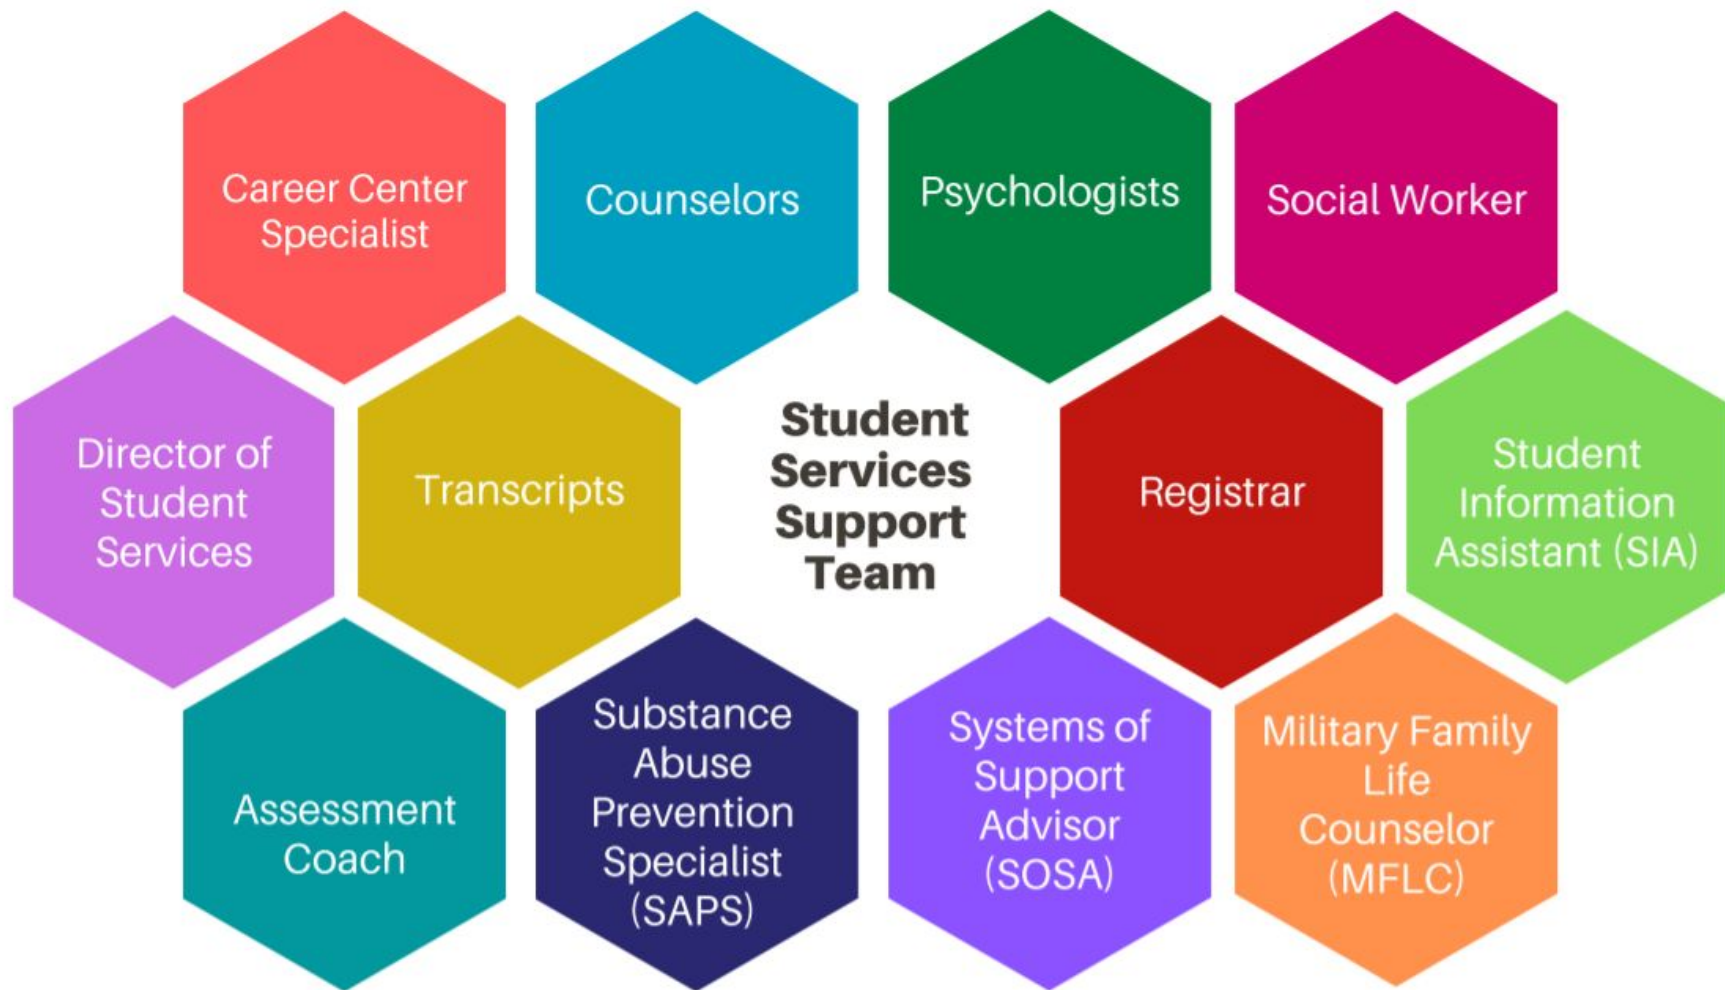 Career Center
Specialist
Counselors
Psychologists
Social Worker
Director of
Student
Services
Transcripts
Student
Services
Support
Team
Registrar
Student
Information
Assistant (SIA)
Assessment
Coach
Substance
Abuse
Prevention
Specialist
(SAPS)
Systems of
Support
Advisor
(SOSA)
Military Family
Life
Counselor
(MFLC)